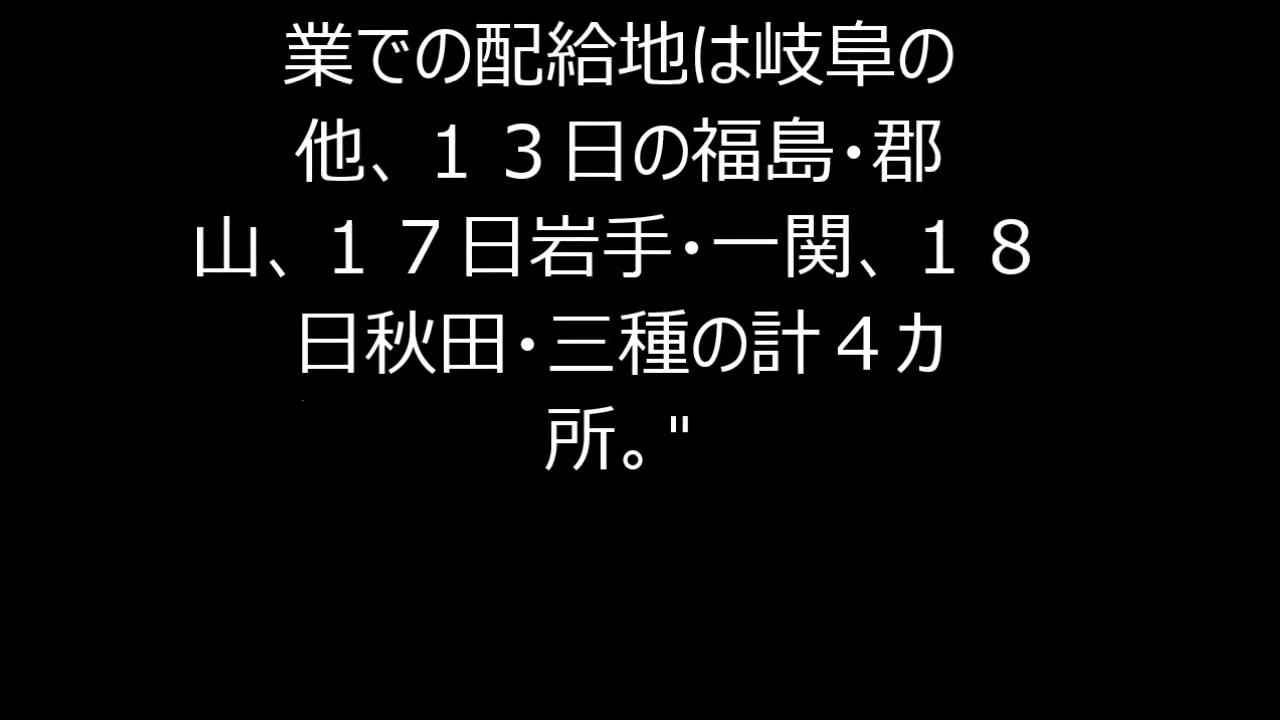 業での配給地は岐阜の
他、１３日の福島・郡
山、１７日岩手・一関、１８
日秋田・三種の計４カ
所。"